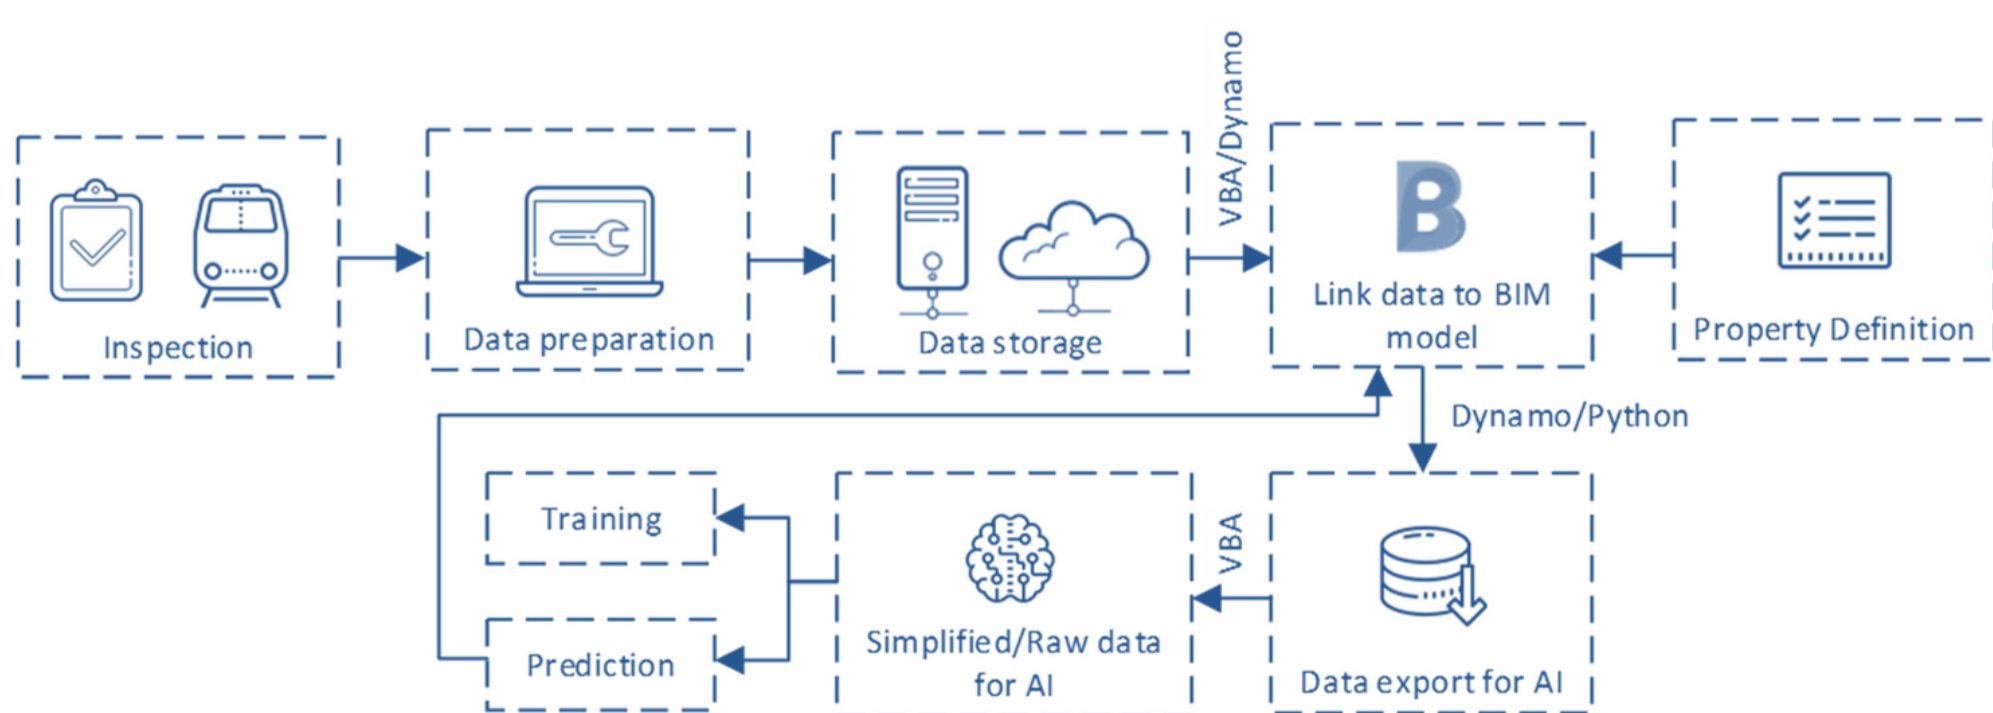 VBA/Dynamo
B
Inspection
Data preparation
Data storage
Link data to BIM
model
Property Definition
Dynamo/Python
Training
Prediction
Simplified/Raw data
for AI
VBA
Data export for AI